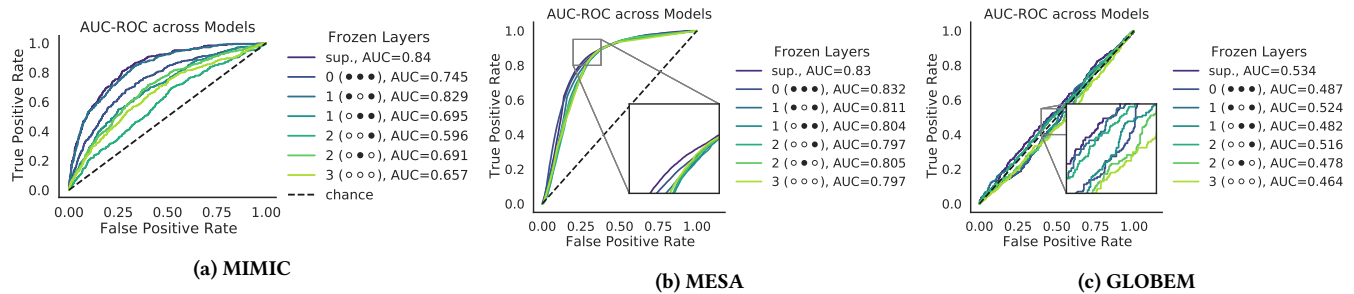 AUC-ROC across Models
True Positive Rate
1.0
0.8
0.6
0.4
0.2
0.0
0.00 0.25 0.50 0.75 1.00
False Positive Rate
Frozen Layers
sup., AUC=0.84
0 (●●●), AUC=0.745
1 (●○●), AUC=0.829
1 (○●●), AUC=0.695
2 (○○●), AUC=0.596
2 (○●○), AUC=0.691
3 (○○○), AUC=0.657
chance
(a) MIMIC
AUC-ROC across Models
True Positive Rate
1.0
0.8
0.6
0.4
0.2
0.0
0.00 0.25 0.50 0.75 1.00
False Positive Rate
Frozen Layers
sup., AUC=0.83
0 (●●●), AUC=0.832
1 (●○●), AUC=0.811
1 (○●●), AUC=0.804
2 (○○●), AUC=0.797
2 (○●○), AUC=0.805
3 (○○○), AUC=0.797
(b) MESA
AUC-ROC across Models
True Positive Rate
1.0
0.8
0.6
0.4
0.2
0.0
0.00 0.25 0.50 0.75 1.00
False Positive Rate
Frozen Layers
sup., AUC=0.534
0 (●●●), AUC=0.487
1 (●○●), AUC=0.524
1 (○●●), AUC=0.482
2 (○○●), AUC=0.516
2 (○●○), AUC=0.478
3 (○○○), AUC=0.464
(c) GLOBEM